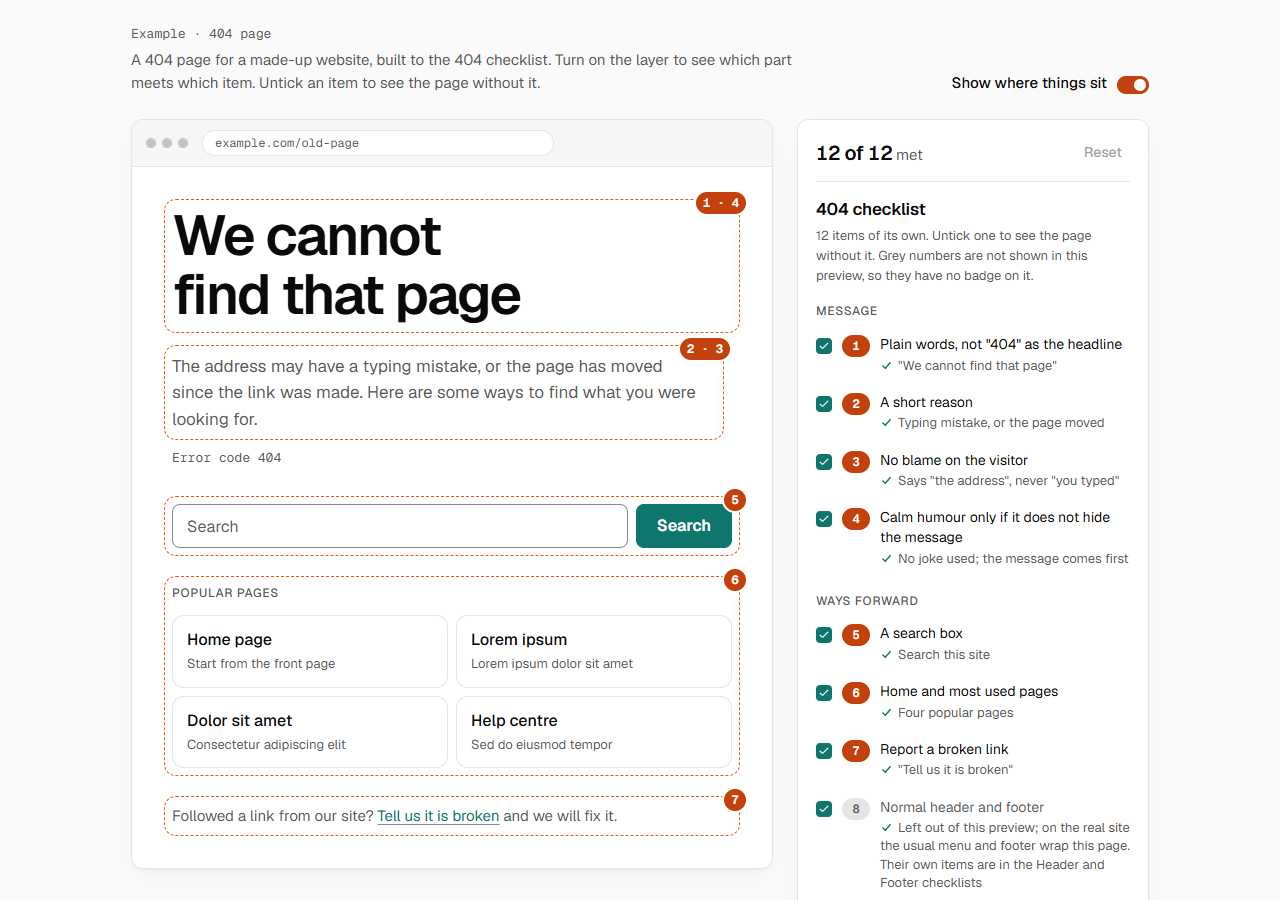 Example · 404 page
A 404 page for a made-up website, built to the 404 checklist. Turn on the layer to see which part
meets which item. Untick an item to see the page without it.
Show where things sit
example.com/old-page
1 · 4
We cannot
find that page
2 · 3
The address may have a typing mistake, or the page has moved
since the link was made. Here are some ways to find what you were
looking for.
Error code 404
5
Search
Search
6
POPULAR PAGES
Home page
Start from the front page
Lorem ipsum
Lorem ipsum dolor sit amet
Dolor sit amet
Consectetur adipiscing elit
Help centre
Sed do eiusmod tempor
7
Followed a link from our site? Tell us it is broken and we will fix it.
12 of 12 met
Reset
404 checklist
12 items of its own. Untick one to see the page
without it. Grey numbers are not shown in this
preview, so they have no badge on it.
MESSAGE
1 Plain words, not "404" as the headline
"We cannot find that page"
2 A short reason
Typing mistake, or the page moved
3 No blame on the visitor
Says "the address", never "you typed"
4 Calm humour only if it does not hide
the message
No joke used; the message comes first
WAYS FORWARD
5 A search box
Search this site
6 Home and most used pages
Four popular pages
7 Report a broken link
"Tell us it is broken"
8 Normal header and footer
Left out of this preview; on the real site
the usual menu and footer wrap this page.
Their own items are in the Header and
Footer checklists